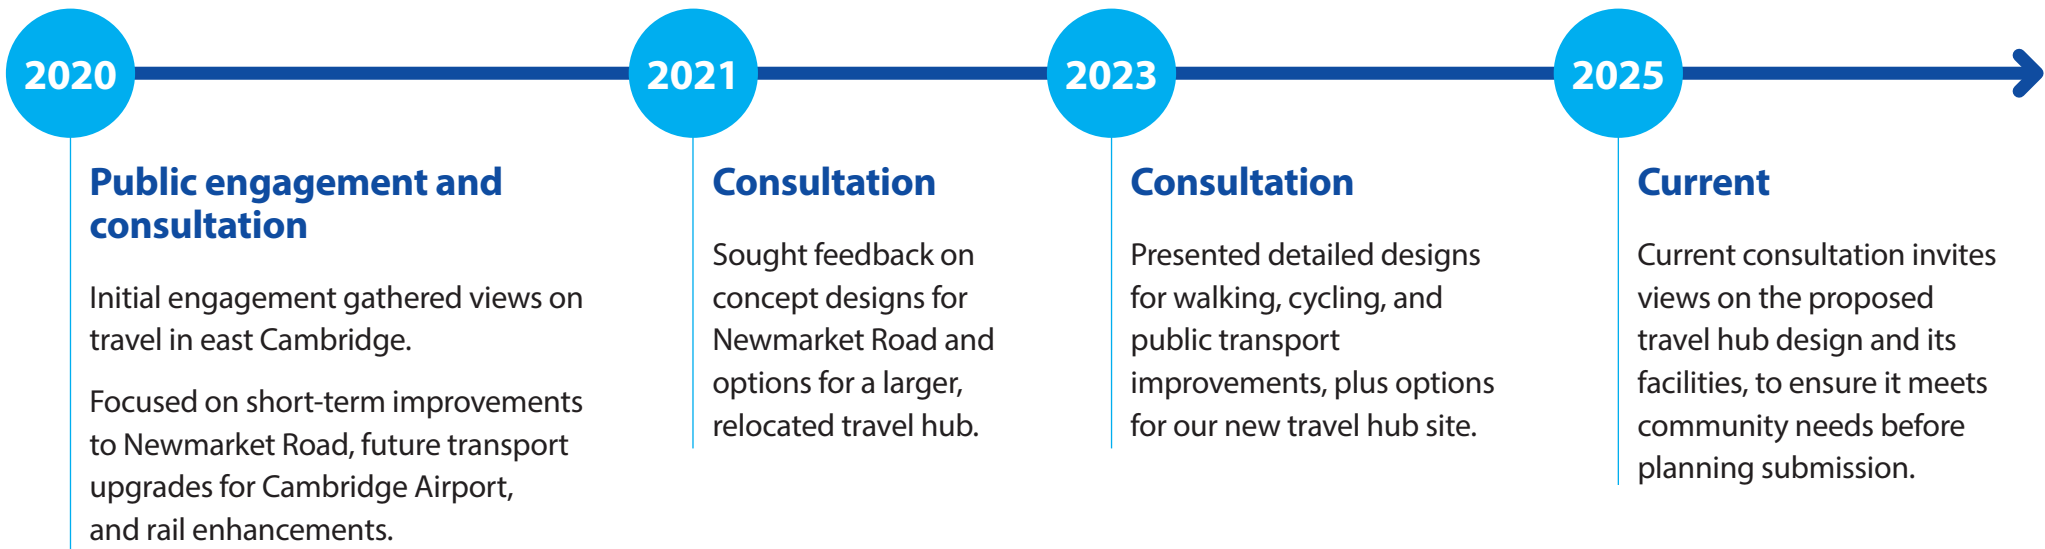 2020
Public engagement and
consultation
Initial engagement gathered views on
travel in east Cambridge.
Focused on short-term improvements
to Newmarket Road, future transport
upgrades for Cambridge Airport,
and rail enhancements.
2021
Consultation
Sought feedback on
concept designs for
Newmarket Road and
options for a larger,
relocated travel hub.
2023
Consultation
Presented detailed designs
for walking, cycling, and
public transport
improvements, plus options
for our new travel hub site.
2025
Current
Current consultation invites
views on the proposed
travel hub design and its
facilities, to ensure it meets
community needs before
planning submission.